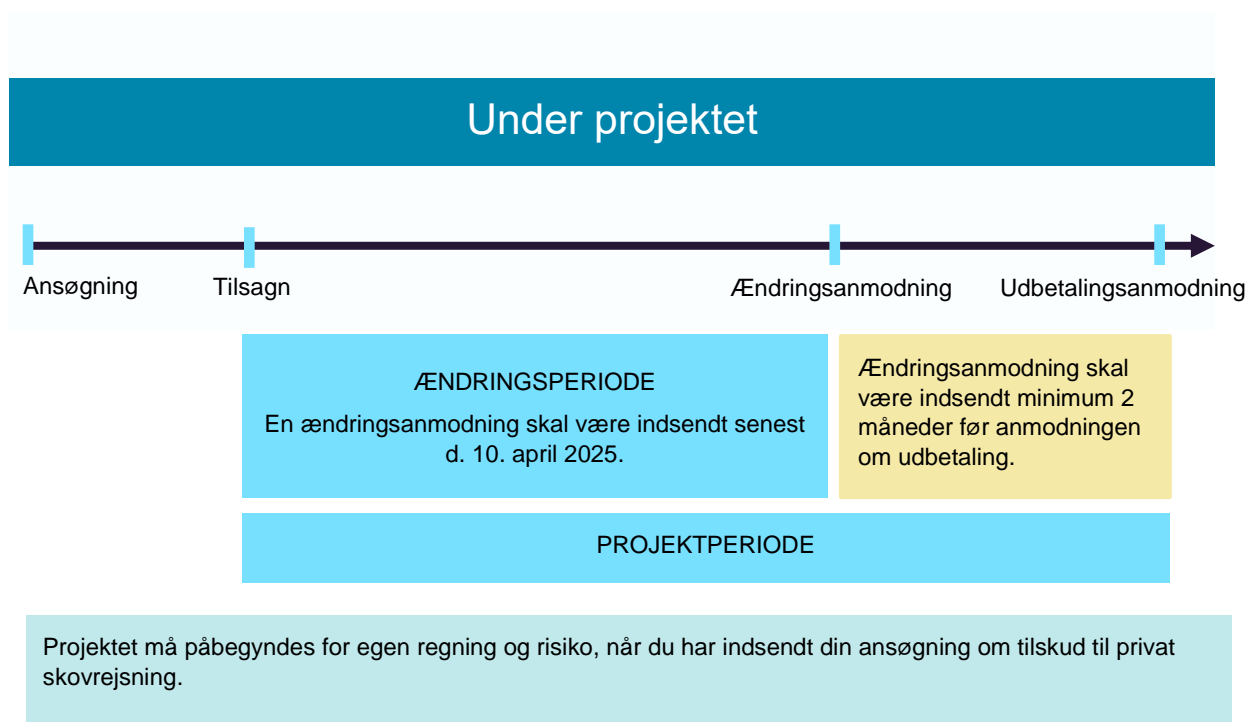 Under projektet
Ansøgning
Tilsagn
Ændringsanmodning
Udbetalingsanmodning
ÆNDRINGSPERIODE
En ændringsanmodning skal være indsendt senest
d. 10. april 2025.
Ændringsanmodning skal
være indsendt minimum 2
måneder før anmodningen
om udbetaling.
PROJEKTPERIODE
Projektet må påbegyndes for egen regning og risiko, når du har indsendt din ansøgning om tilskud til privat
skovrejsning.